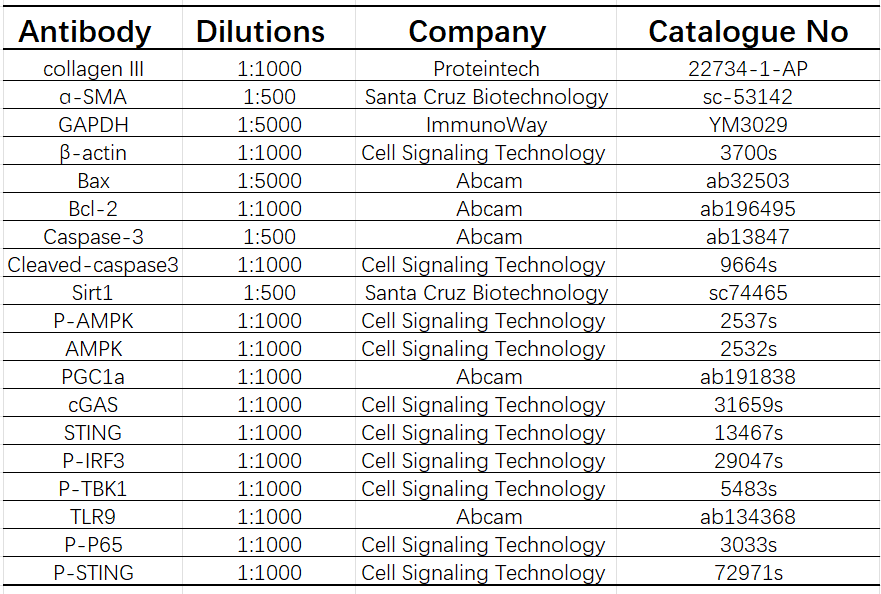 Antibody Dilutions Company Catalogue No
collagen III 1:1000 Proteintech 22734-1-AP
α-SMA 1:500 Santa Cruz Biotechnology sc-53142
GAPDH 1:5000 ImmunoWay YM3029
β-actin 1:1000 Cell Signaling Technology 3700s
Bax 1:5000 Abcam ab32503
Bcl-2 1:1000 Abcam ab196495
Caspase-3 1:500 Abcam ab13847
Cleaved-caspase3 1:1000 Cell Signaling Technology 9664s
Sirt1 1:500 Santa Cruz Biotechnology sc74465
P-AMPK 1:1000 Cell Signaling Technology 2537s
AMPK 1:1000 Cell Signaling Technology 2532s
PGC1a 1:1000 Abcam ab191838
cGAS 1:1000 Cell Signaling Technology 31659s
STING 1:1000 Cell Signaling Technology 13467s
P-IRF3 1:1000 Cell Signaling Technology 29047s
P-TBK1 1:1000 Cell Signaling Technology 5483s
TLR9 1:1000 Abcam ab134368
P-P65 1:1000 Cell Signaling Technology 3033s
P-STING 1:1000 Cell Signaling Technology 72971s